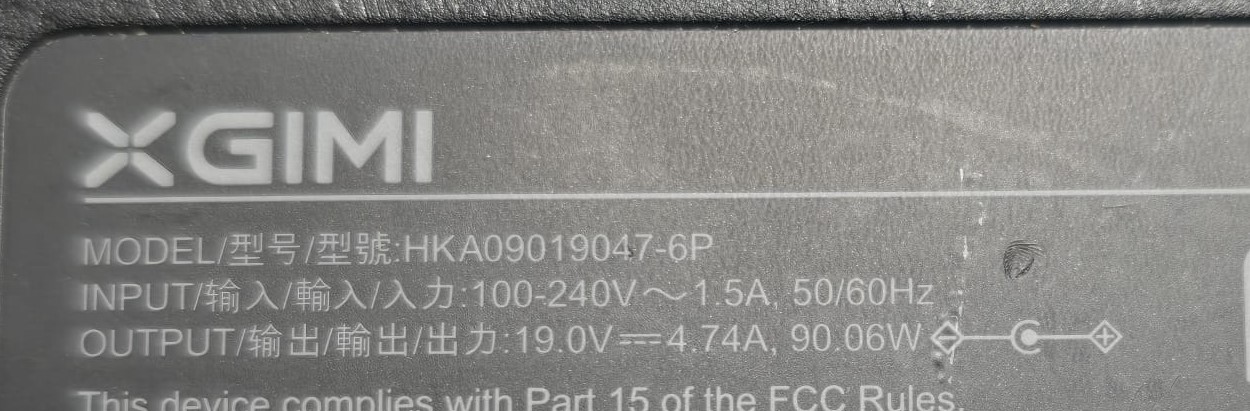 XGIMI
MODEL/型号/型號:HKA09019047-6P
INPUT/输入/輸入/入力:100-240V～1.5A, 50/60Hz
OUTPUT/输出/輸出/出力:19.0V⎓4.74A, 90.06W
This device complies with Part 15 of the FCC Rules.